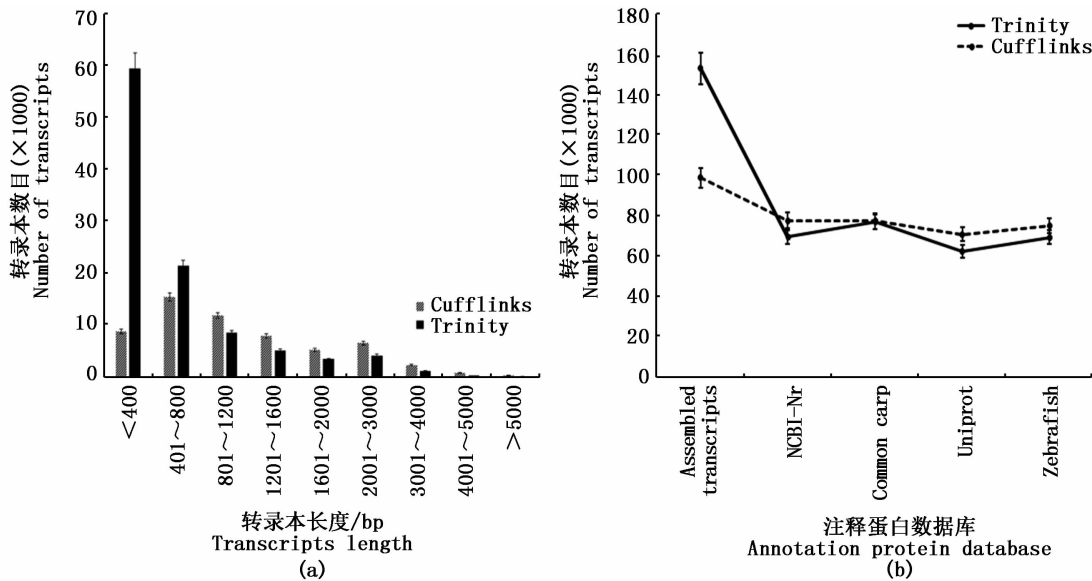 转录本数目(×1000)
Number of transcripts
70
60
50
40
30
20
10
0
Cufflinks
Trinity
＜400
401～800
801～1200
1201～1600
1601～2000
2001～3000
3001～4000
4001～5000
＞5000
转录本长度/bp
Transcripts length
(a)
转录本数目(×1000)
Number of transcripts
180
160
140
120
100
80
60
40
20
0
Trinity
Cufflinks
Assembled
transcripts
NCBI-Nr
Common carp
Uniprot
Zebrafish
注释蛋白数据库
Annotation protein database
(b)